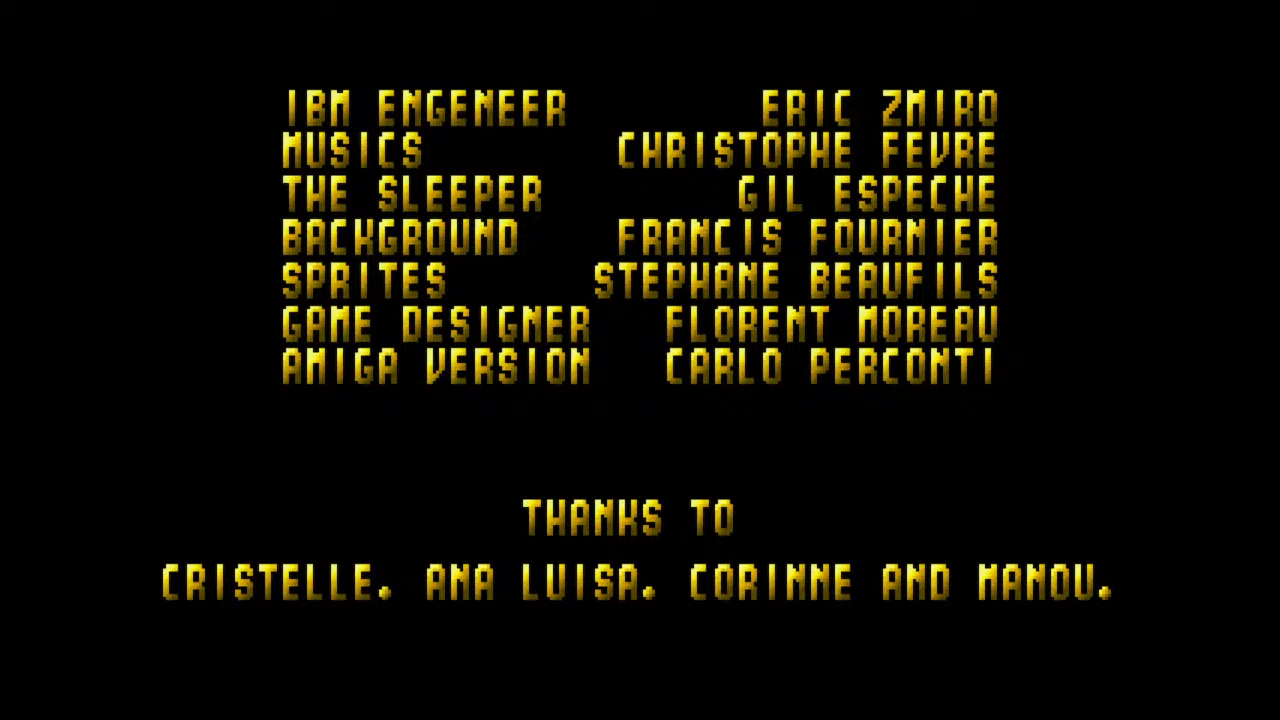 IBM ENGENEER ERIC ZMIRO
MUSICS CHRISTOPHE FEVRE
THE SLEEPER GIL ESPECHE
BACKGROUND FRANCIS FOURNIER
SPRITES STEPHANE BEAUFILS
GAME DESIGNER FLORENT MOREAU
AMIGA VERSION CARLO PERCONTI
THANKS TO
CRISTELLE. ANA LUISA. CORINNE AND MANOU.